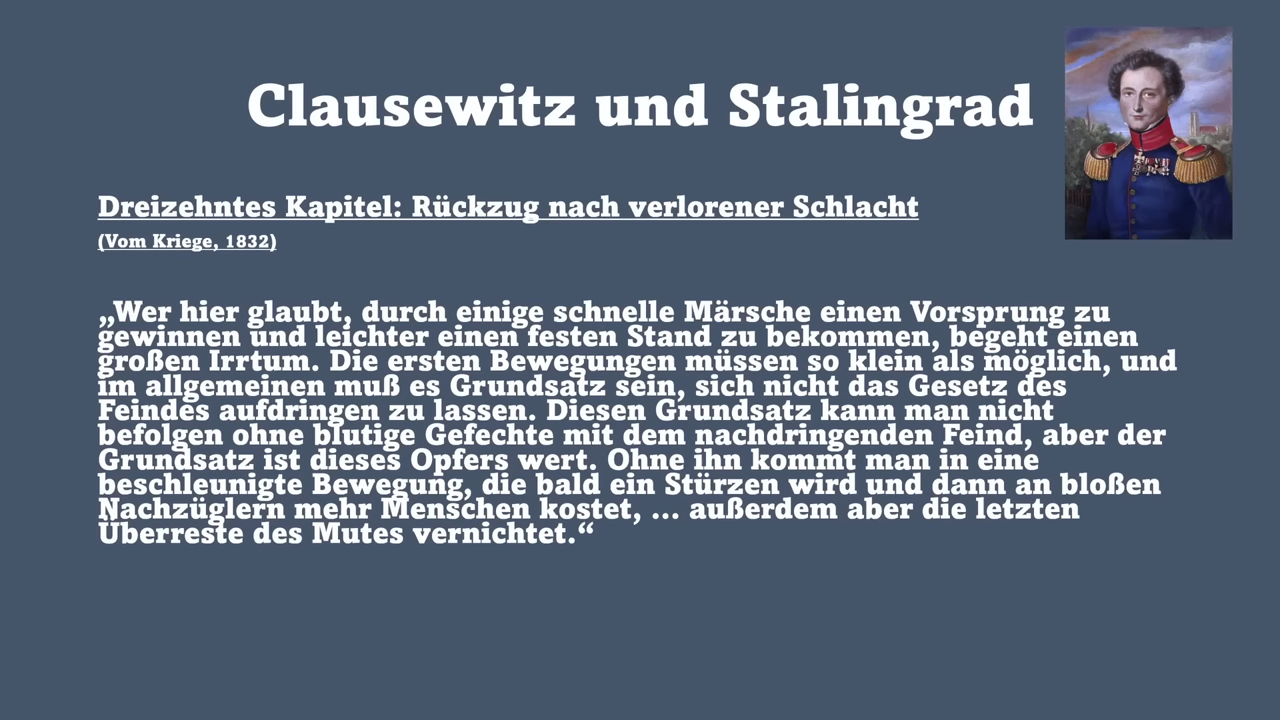 Clausewitz und Stalingrad
Dreizehntes Kapitel: Rückzug nach verlorener Schlacht
(Vom Kriege, 1832)
„Wer hier glaubt, durch einige schnelle Märsche einen Vorsprung zu
gewinnen und leichter einen festen Stand zu bekommen, begeht einen
großen Irrtum. Die ersten Bewegungen müssen so klein als möglich, und
im allgemeinen muß es Grundsatz sein, sich nicht das Gesetz des
Feindes aufdringen zu lassen. Diesen Grundsatz kann man nicht
befolgen ohne blutige Gefechte mit dem nachdringenden Feind, aber der
Grundsatz ist dieses Opfers wert. Ohne ihn kommt man in eine
beschleunigte Bewegung, die bald ein Stürzen wird und dann an bloßen
Nachzüglern mehr Menschen kostet, ... außerdem aber die letzten
Überreste des Mutes vernichtet.“